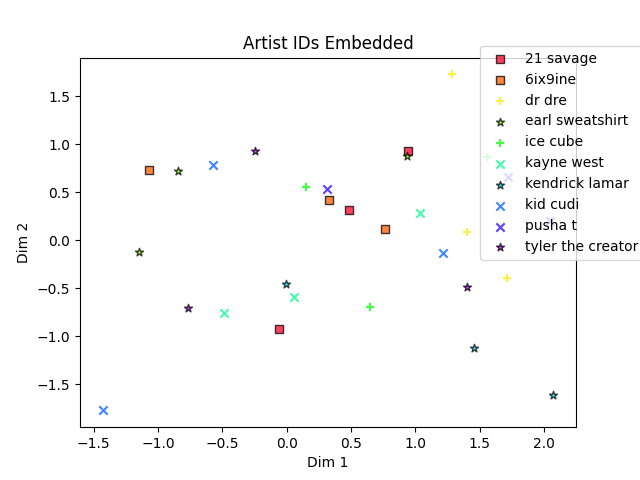 Artist IDs Embedded
21 savage
6ix9ine
dr dre
earl sweatshirt
ice cube
kayne west
kendrick lamar
kid cudi
pusha t
tyler the creator
Dim 2
1.5
1.0
0.5
0.0
−0.5
−1.0
−1.5
−1.5 −1.0 −0.5 0.0 0.5 1.0 1.5 2.0
Dim 1